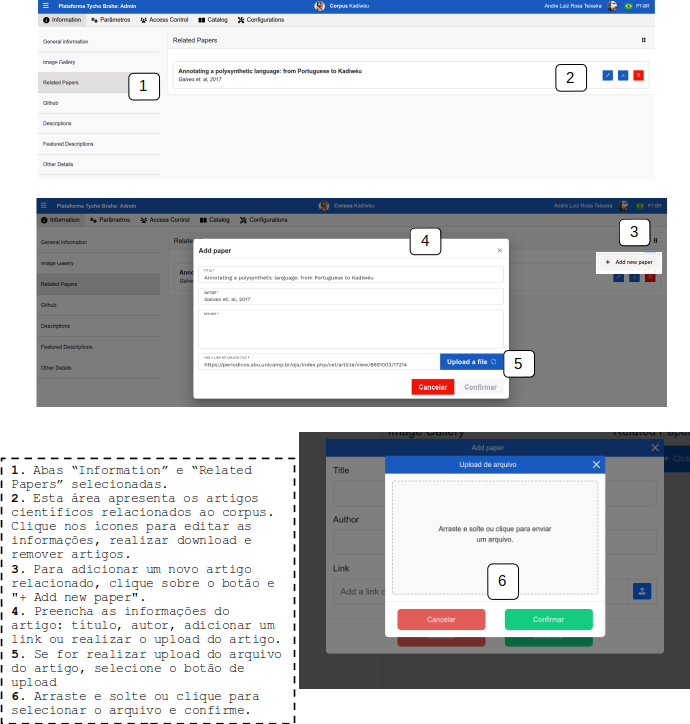 Plataforma Tycho Brahe: Admin
Corpus Kadiwéu
Andre Luiz Rosa Teixeira
PT-BR
Information
Parâmetros
Access Control
Catalog
Configurations
General information
Image Gallery
Related Papers
Github
Descriptions
Featured Descriptions
Other Details
1
Related Papers
Annotating a polysynthetic language: from Portuguese to Kadiwéu
Galves et. al, 2017
2
Plataforma Tycho Brahe: Admin
Corpus Kadiwéu
Andre Luiz Rosa Teixeira
PT-BR
Information
Parâmetros
Access Control
Catalog
Configurations
General information
Image Gallery
Related Papers
Github
Descriptions
Featured Descriptions
Other Details
Relate
Anno
Galve
3
+ Add new paper
4
Add paper
TITLE*
Annotating a polysynthetic language: from Portuguese to Kadiwéu
AUTHOR*
Galves et. al, 2017
RESUME*
ADD A LINK OR UPLOAD FILE*
https://periodicos.sbu.unicamp.br/ojs/index.php/cel/article/view/8651003/17214
Upload a file
5
Cancelar
Confirmar
1. Abas “Information” e “Related
Papers” selecionadas.
2. Esta área apresenta os artigos
científicos relacionados ao corpus.
Clique nos ícones para editar as
informações, realizar download e
remover artigos.
3. Para adicionar um novo artigo
relacionado, clique sobre o botão e
"+ Add new paper".
4. Preencha as informações do
artigo: título, autor, adicionar um
link ou realizar o upload do artigo.
5. Se for realizar upload do arquivo
do artigo, selecione o botão de
upload
6. Arraste e solte ou clique para
selecionar o arquivo e confirme.
Image Gallery
Related Paper
Add paper
Click
Title
Author
Link
Add a link o
Upload de arquivo
Arraste e solte ou clique para enviar
um arquivo.
6
Cancelar
Confirmar